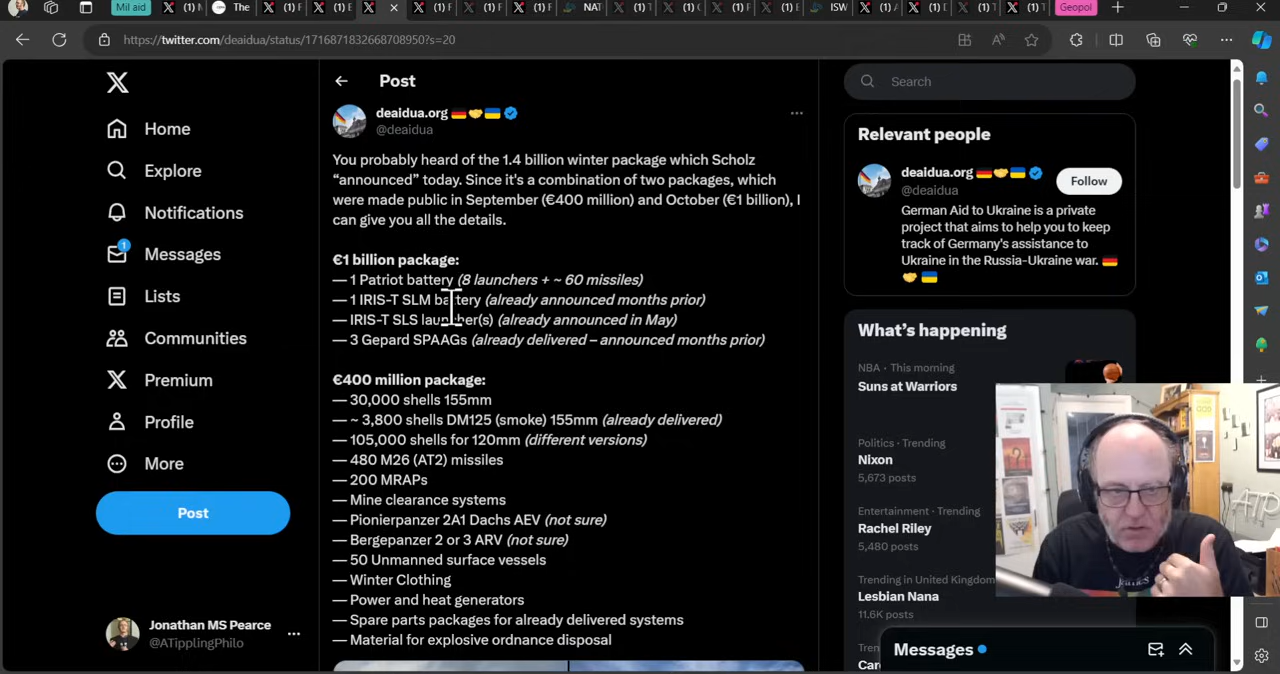 Mil aid
The
NAT
ISW
Geopol
https://twitter.com/deaidua/status/1716871832668708950?s=20
Home
Explore
Notifications
1
Messages
Lists
Communities
Premium
Profile
More
Post
Jonathan MS Pearce
@ATipplingPhilo
Post
deaidua.org
@deaidua
You probably heard of the 1.4 billion winter package which Scholz
“announced” today. Since it's a combination of two packages, which
were made public in September (€400 million) and October (€1 billion), I
can give you all the details.
€1 billion package:
— 1 Patriot battery (8 launchers + ~ 60 missiles)
— 1 IRIS-T SLM battery (already announced months prior)
— IRIS-T SLS launcher(s) (already announced in May)
— 3 Gepard SPAAGs (already delivered – announced months prior)
€400 million package:
— 30,000 shells 155mm
— ~ 3,800 shells DM125 (smoke) 155mm (already delivered)
— 105,000 shells for 120mm (different versions)
— 480 M26 (AT2) missiles
— 200 MRAPs
— Mine clearance systems
— Pionierpanzer 2A1 Dachs AEV (not sure)
— Bergepanzer 2 or 3 ARV (not sure)
— 50 Unmanned surface vessels
— Winter Clothing
— Power and heat generators
— Spare parts packages for already delivered systems
— Material for explosive ordnance disposal
Search
Relevant people
deaidua.org
@deaidua
Follow
German Aid to Ukraine is a private
project that aims to help you to keep
track of Germany's assistance to
Ukraine in the Russia-Ukraine war.
What’s happening
NBA · This morning
Suns at Warriors
Politics · Trending
Nixon
5,673 posts
Entertainment · Trending
Rachel Riley
5,480 posts
Trending in United Kingdom
Lesbian Nana
11.6K posts
Messages